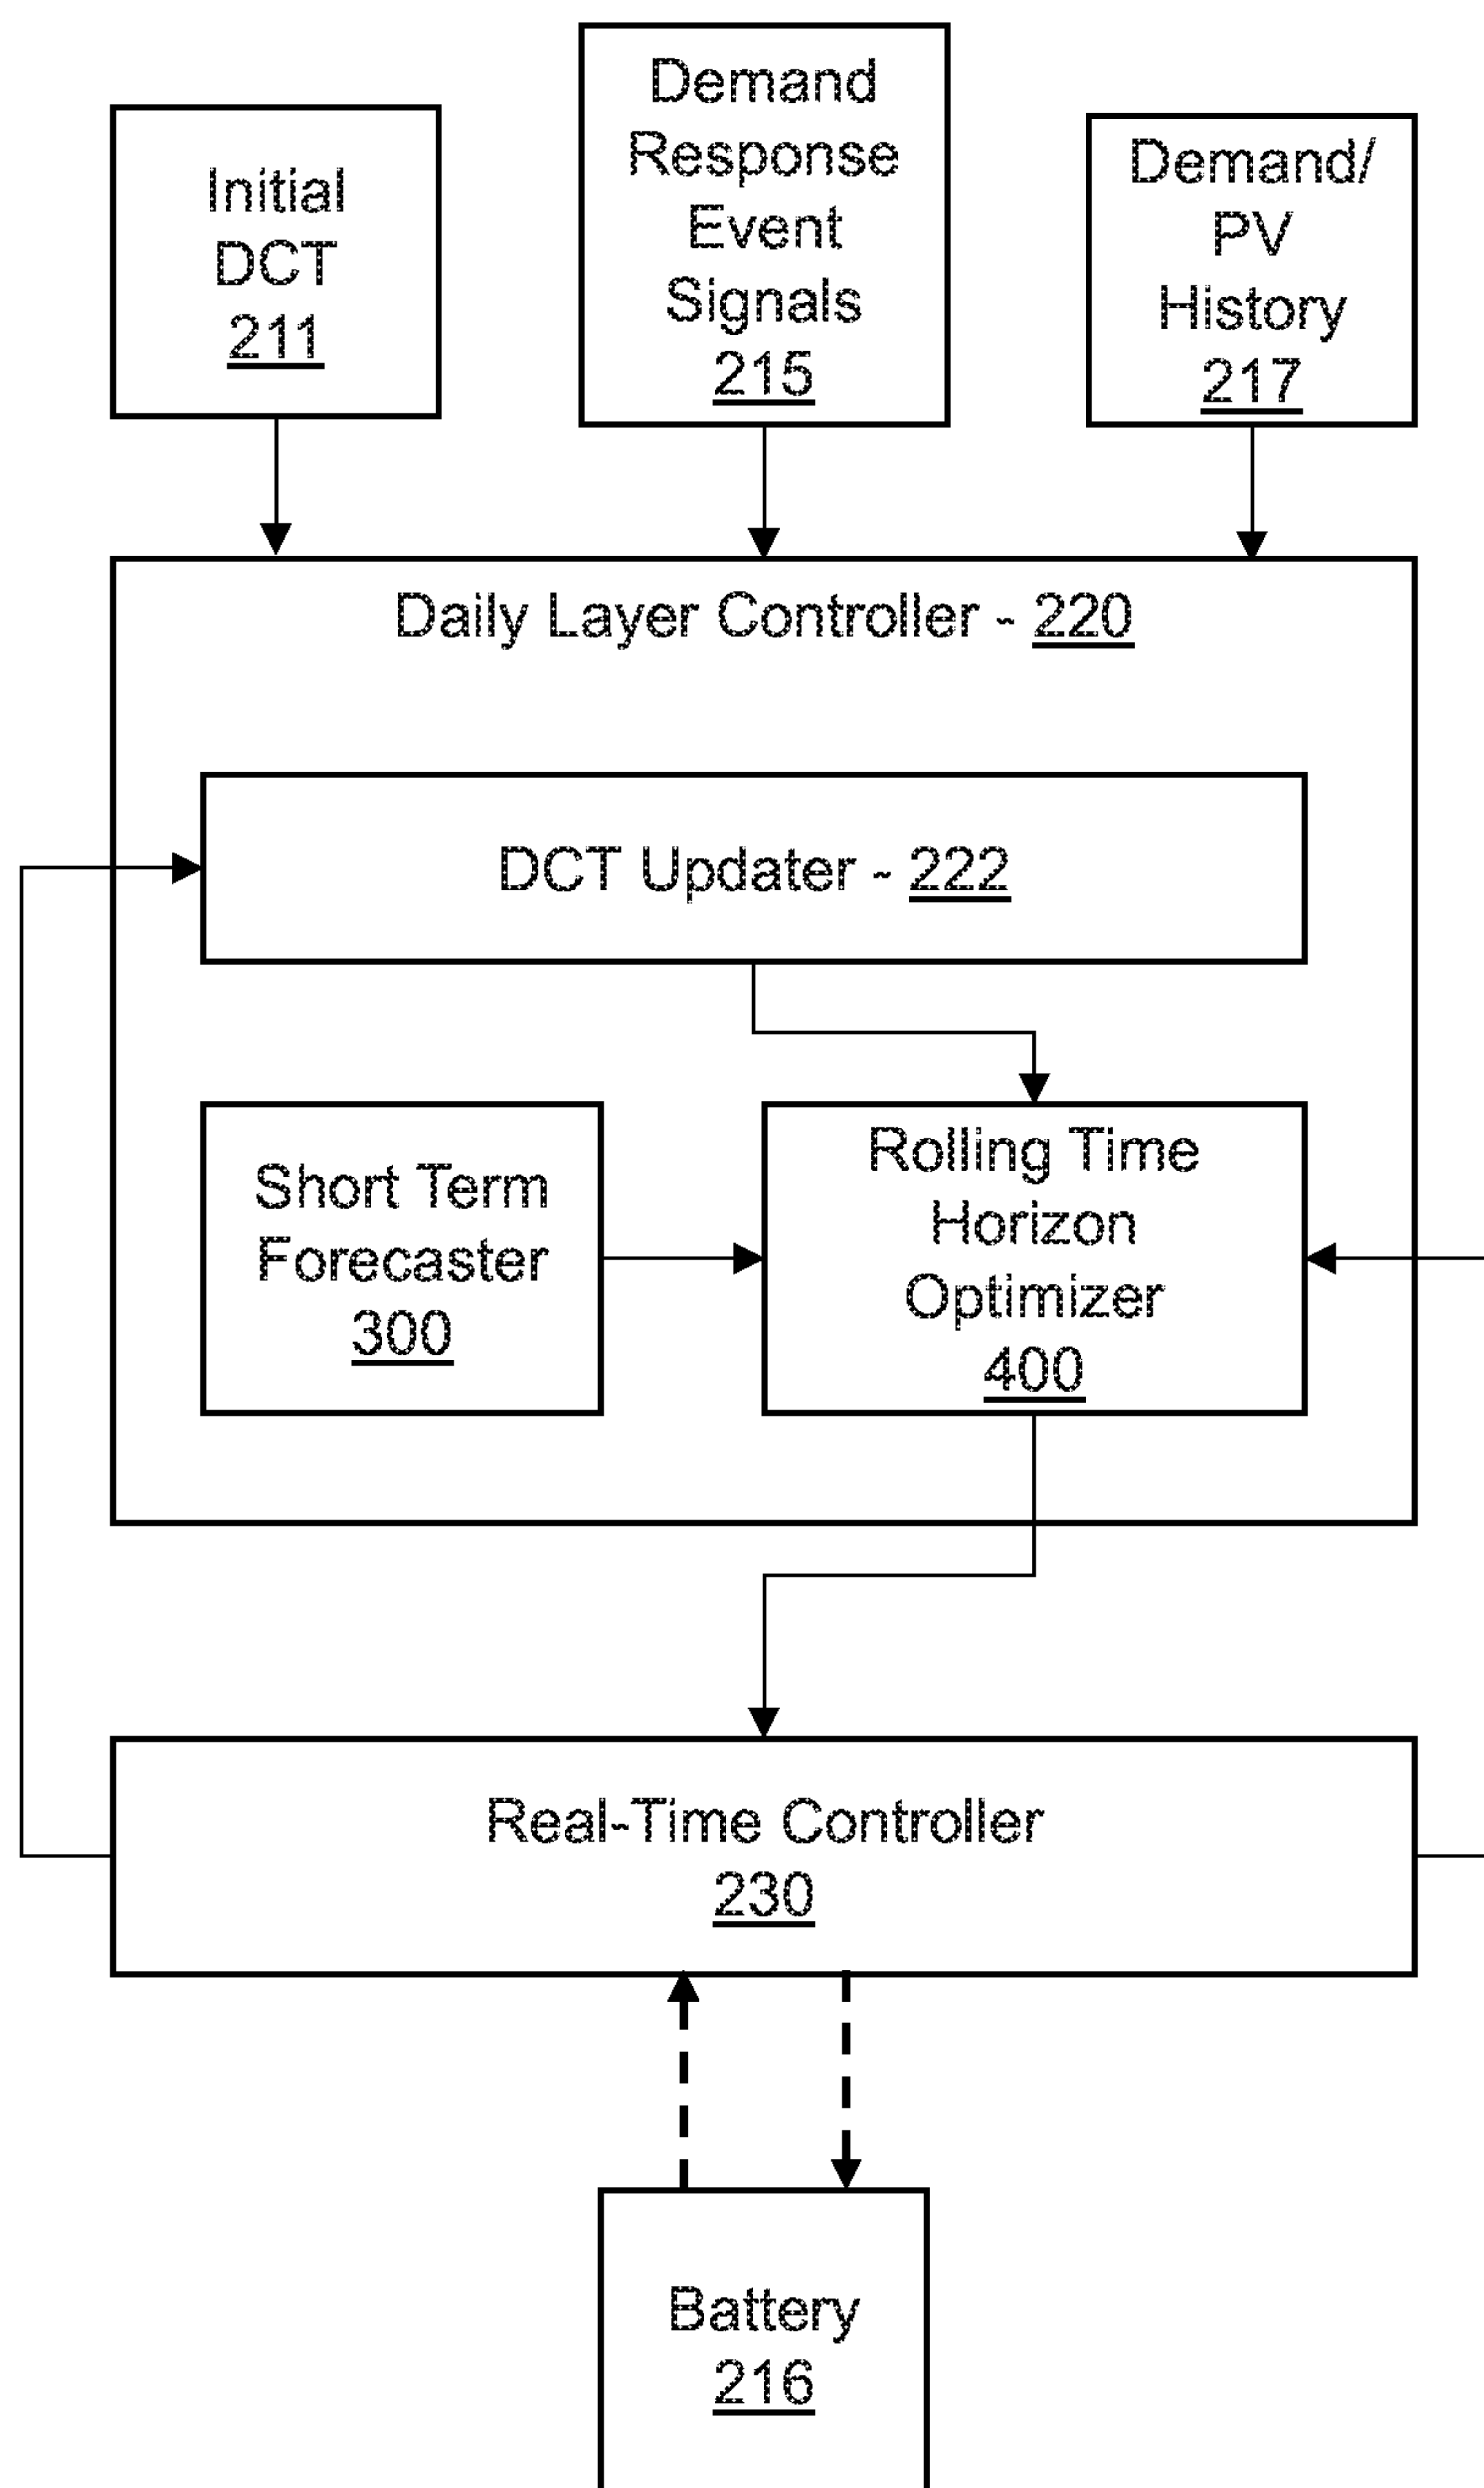 Initial
DCT
211
Demand
Response
Event
Signals
215
Demand/
PV
History
217
Daily Layer Controller - 220
DCT Updater - 222
Short Term
Forecaster
300
Rolling Time
Horizon
Optimizer
400
Real-Time Controller
230
Battery
216